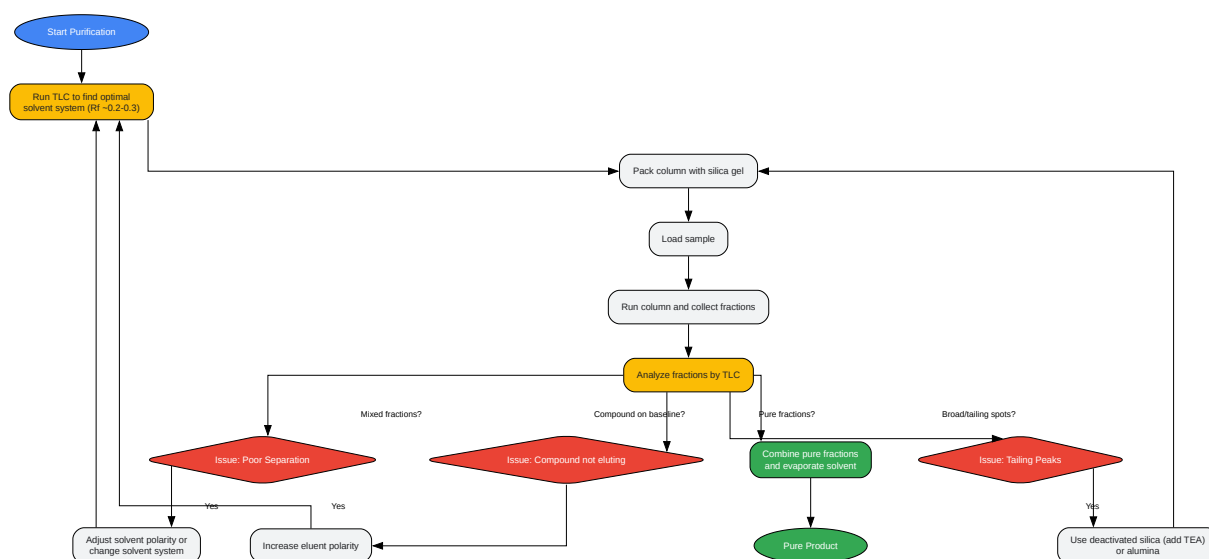 Start Purification
Run TLC to find optimal
solvent system (Rf ~0.2-0.3)
Pack column with silica gel
Load sample
Run column and collect fractions
Analyze fractions by TLC
Mixed fractions?
Compound on baseline?
Pure fractions?
Broad/tailing spots?
Issue: Poor Separation
Issue: Compound not eluting
Combine pure fractions
and evaporate solvent
Issue: Tailing Peaks
Yes
Yes
Yes
Adjust solvent polarity or
change solvent system
Increase eluent polarity
Pure Product
Use deactivated silica (add TEA)
or alumina